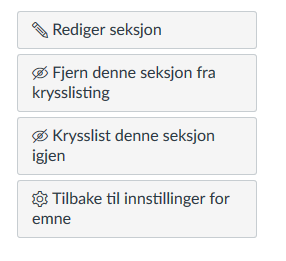 Rediger seksjon
Fjern denne seksjon fra
krysslisting
Krysslist denne seksjon
igjen
Tilbake til innstillinger for
emne